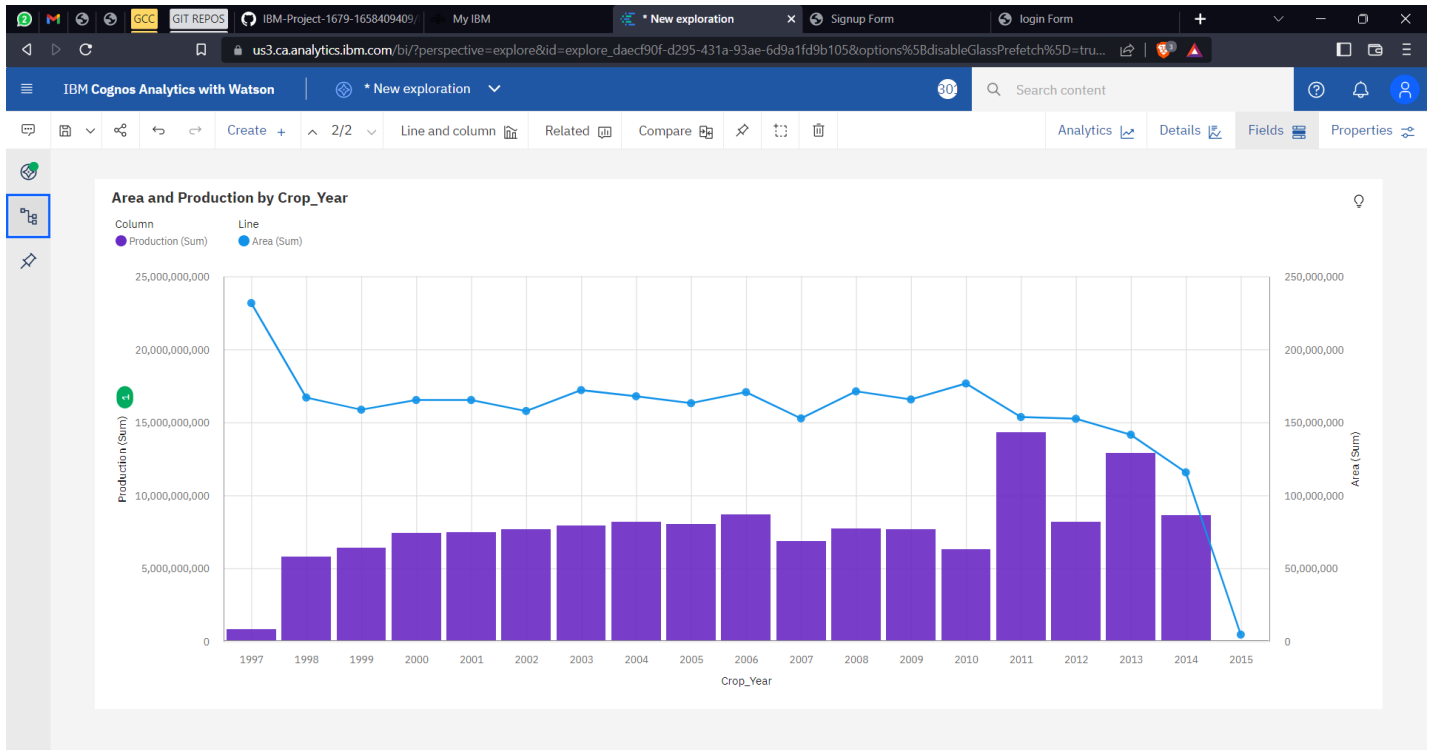 2
GCC
GIT REPOS
IBM-Project-1679-1658409409/
My IBM
* New exploration
Signup Form
login Form
us3.ca.analytics.ibm.com/bi/?perspective=explore&id=explore_daecf90f-d295-431a-93ae-6d9a1fd9b105&options%5BdisableGlassPrefetch%5D=tru...
3
IBM Cognos Analytics with Watson
* New exploration
Search content
Create +
2/2
Line and column
Related
Compare
Analytics
Details
Fields
Properties
Area and Production by Crop_Year
Column
Line
Production (Sum)
Area (Sum)
25,000,000,000
20,000,000,000
15,000,000,000
10,000,000,000
5,000,000,000
0
Production (Sum)
250,000,000
200,000,000
150,000,000
100,000,000
50,000,000
0
Area (Sum)
1997 1998 1999 2000 2001 2002 2003 2004 2005 2006 2007 2008 2009 2010 2011 2012 2013 2014 2015
Crop_Year